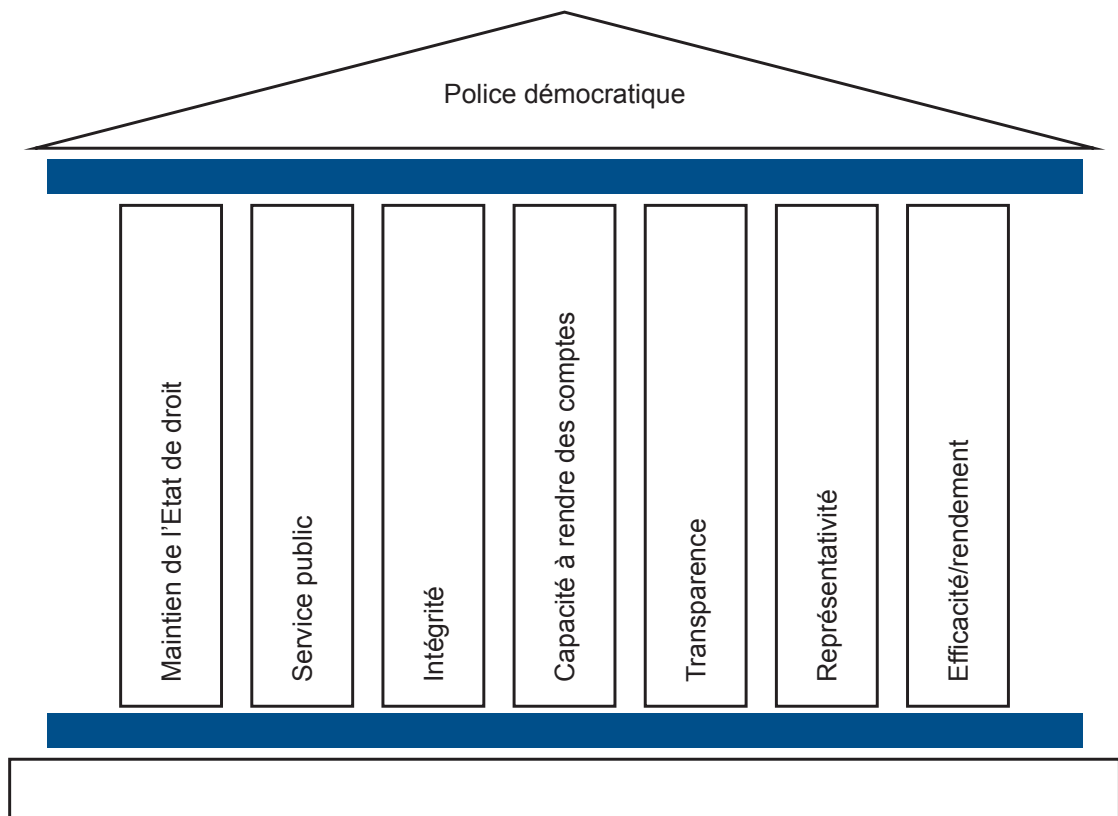 Police démocratique
Maintien de l'Etat de droit
Service public
Intégrité
Capacité à rendre des comptes
Transparence
Représentativité
Efficacité/rendement